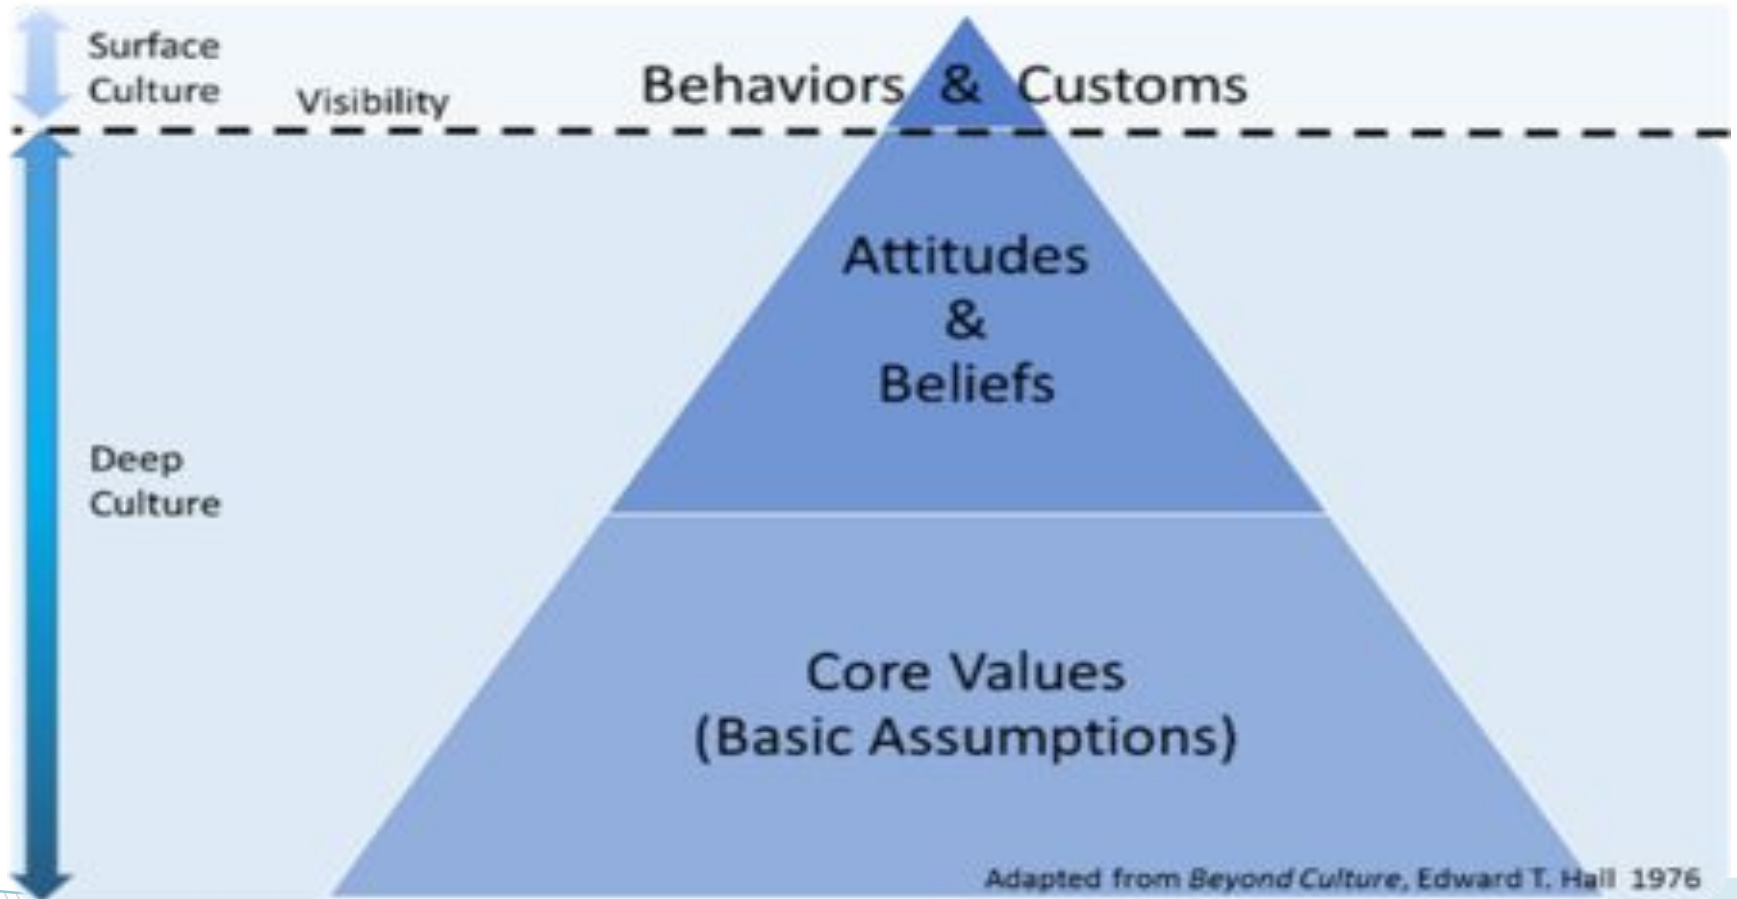 Surface
Culture
Visibility
Behaviors & Customs
Attitudes
&
Beliefs
Deep
Culture
Core Values
(Basic Assumptions)
Adapted from Beyond Culture, Edward T. Hall 1976